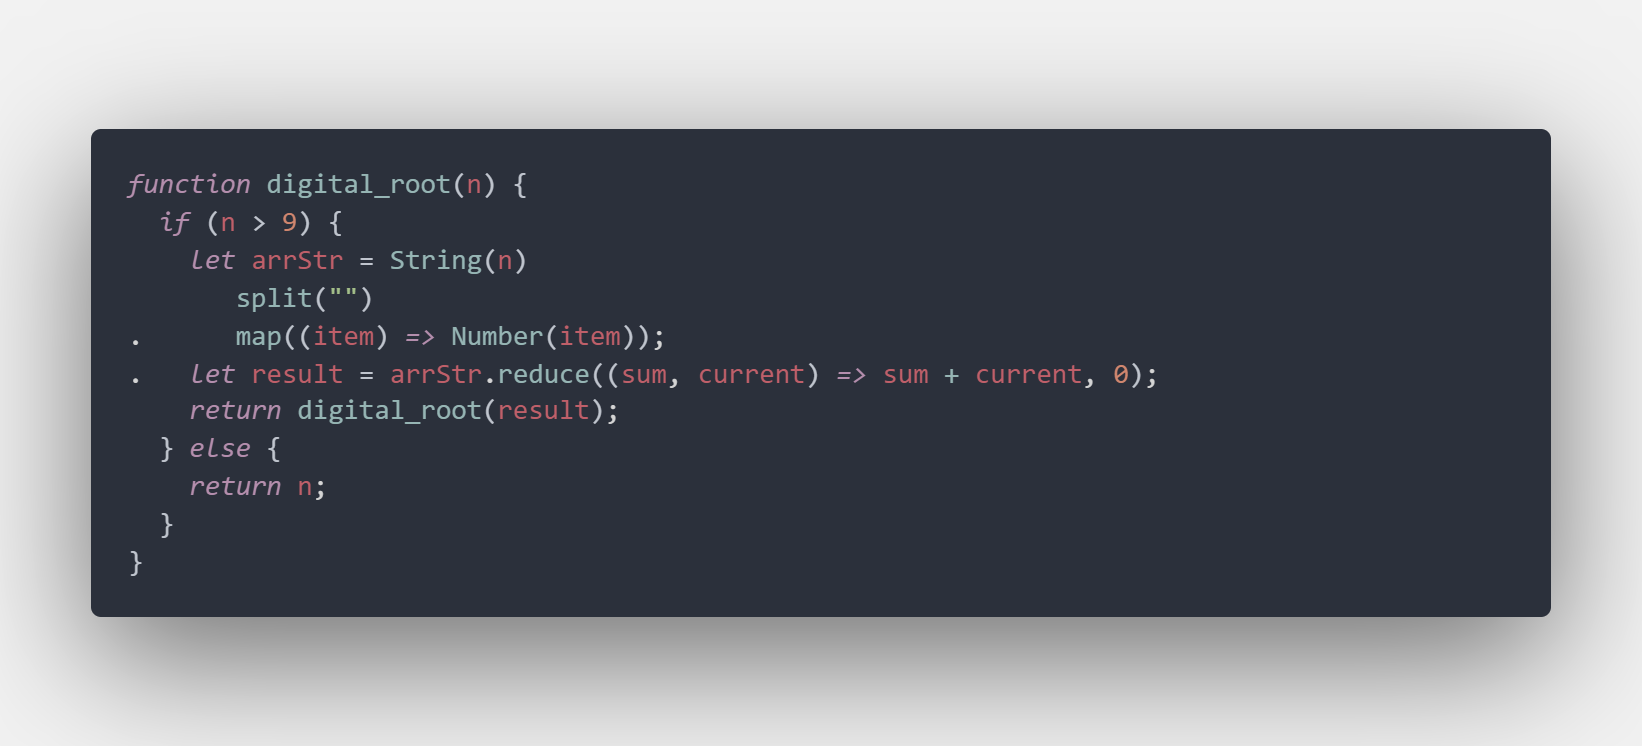 function digital_root(n) {
  if (n > 9) {
    let arrStr = String(n)
       split("")
.      map((item) => Number(item));
.   let result = arrStr.reduce((sum, current) => sum + current, 0);
    return digital_root(result);
  } else {
    return n;
  }
}